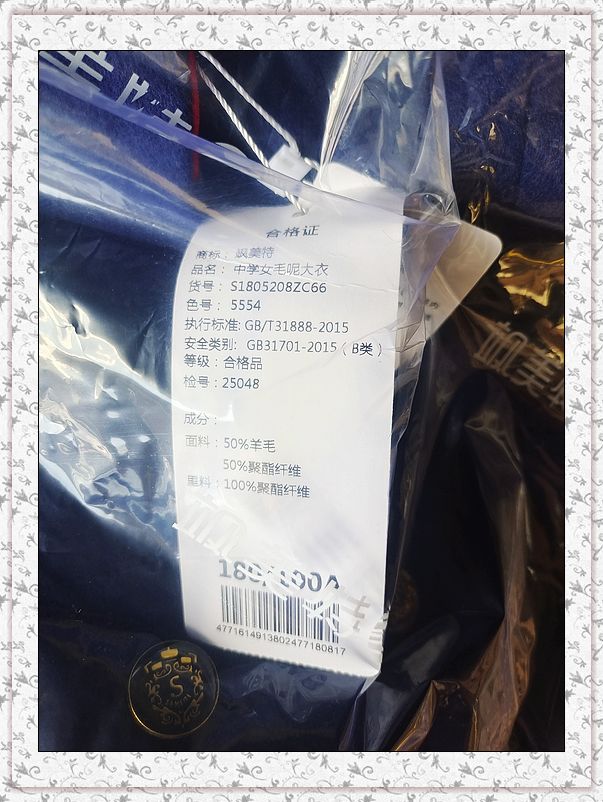 合格证
商标：飒美特
品名：中学女毛呢大衣
货号：S1805208ZC66
色号：5554
执行标准: GB/T31888-2015
安全类别: GB31701-2015（B类）
等级：合格品
检号：25048
成分：
面料：50%羊毛
50%聚酯纤维
里料：100%聚酯纤维
180/100A
4771614913802477180817
S